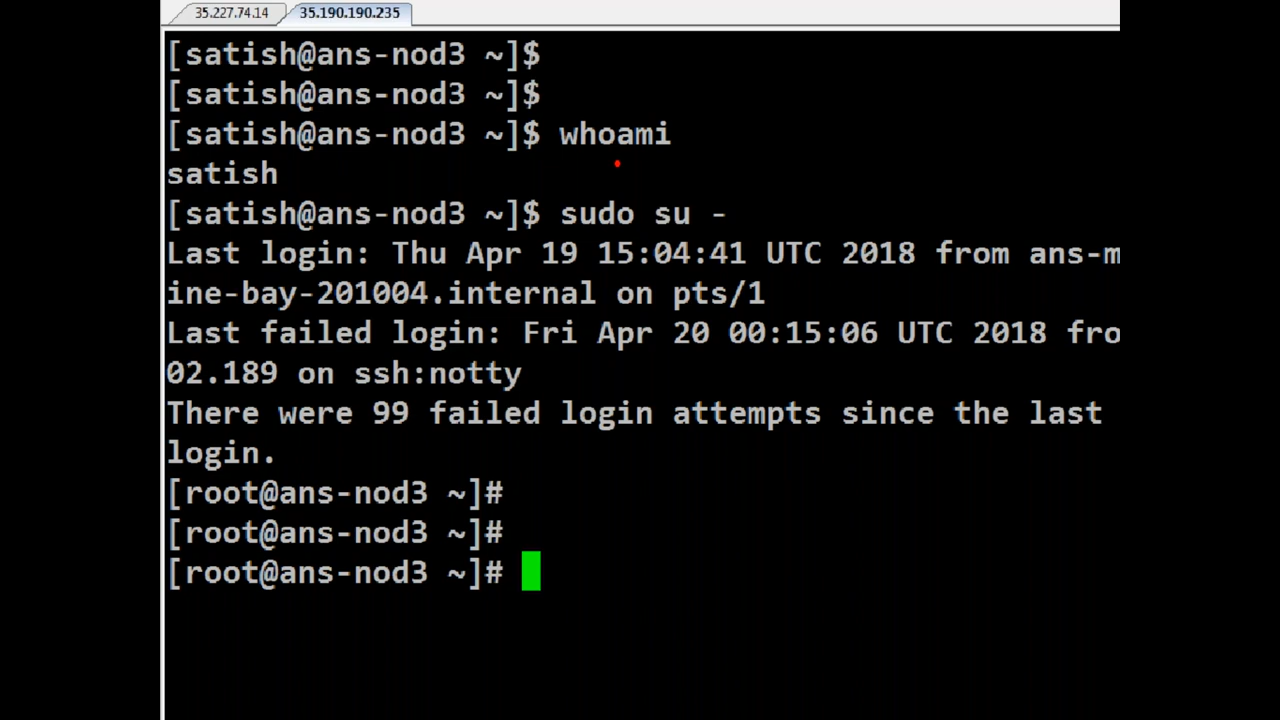 35.227.74.14
35.190.190.235
[satish@ans-nod3 ~]$
[satish@ans-nod3 ~]$
[satish@ans-nod3 ~]$ whoami
satish
[satish@ans-nod3 ~]$ sudo su -
Last login: Thu Apr 19 15:04:41 UTC 2018 from ans-m
ine-bay-201004.internal on pts/1
Last failed login: Fri Apr 20 00:15:06 UTC 2018 fro
02.189 on ssh:notty
There were 99 failed login attempts since the last
login.
[root@ans-nod3 ~]#
[root@ans-nod3 ~]#
[root@ans-nod3 ~]#